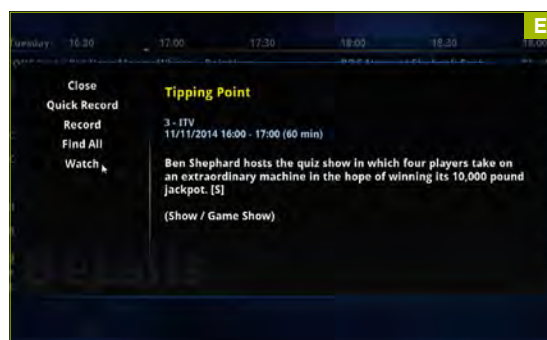 E
Tuesday 16:30 17:00 17:30 18:00 18:30
Close
Quick Record
Record
Find All
Watch
Tipping Point
3 - ITV
11/11/2014 16:00 - 17:00 (60 min)
Ben Shephard hosts the quiz show in which four players take on
an extraordinary machine in the hope of winning its 10,000 pound
jackpot. [S]
(Show / Game Show)